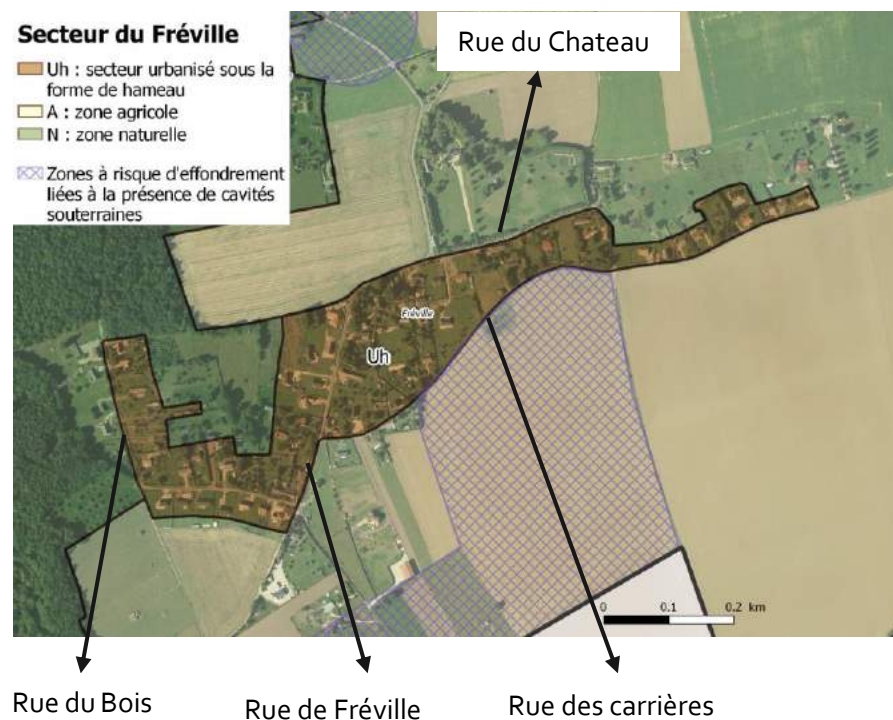 Secteur du Fréville
Uh : secteur urbanisé sous la
forme de hameau
A : zone agricole
N : zone naturelle
Zones à risque d'effondrement
liées à la présence de cavités
souterraines
Rue du Chateau
Fréville
Uh
0 0.1 0.2 km
Rue du Bois
Rue de Fréville
Rue des carrières